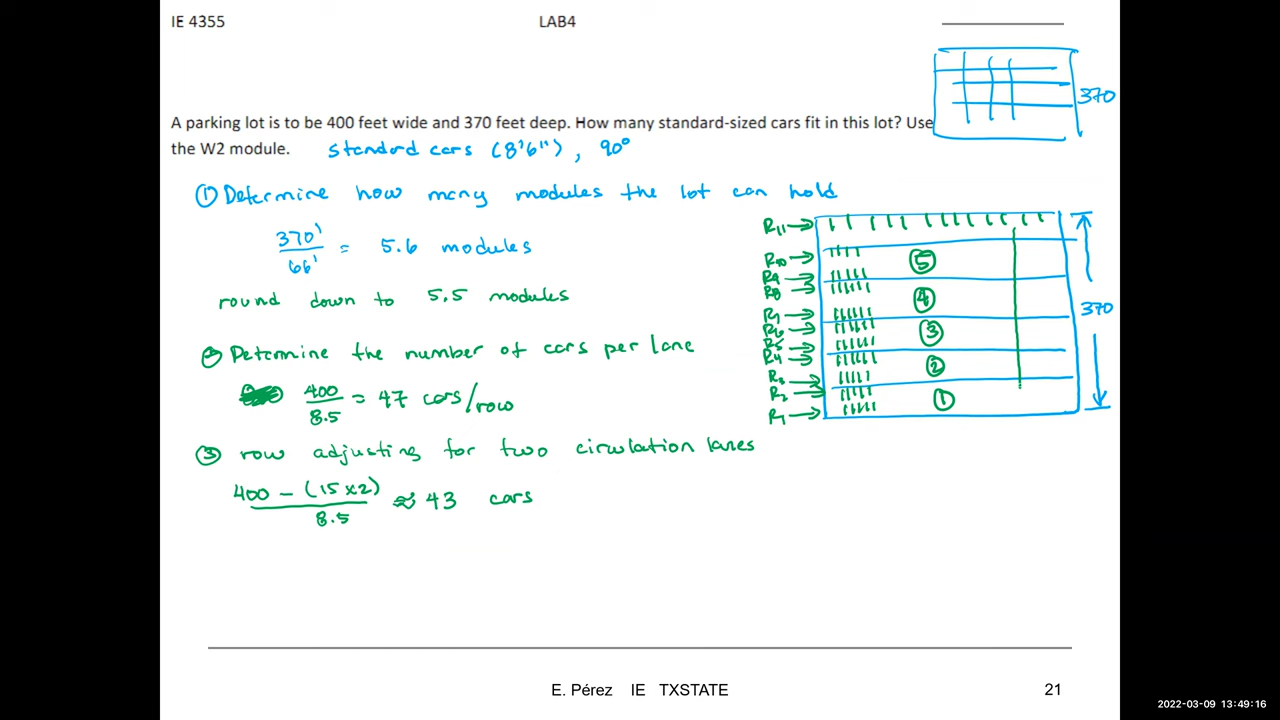 IE 4355 LAB4
370
A parking lot is to be 400 feet wide and 370 feet deep. How many standard-sized cars fit in this lot? Use
the W2 module. Standard cars (8'6"), 90°
① Determine how many modules the lot can hold
370' / 66' = 5.6 modules
round down to 5.5 modules
② Determine the number of cars per lane
400 / 8.5 = 47 cars/row
③ row adjusting for two circulation lanes
400 - (15 x 2) / 8.5 ≈ 43 cars
R11
R10 ⑤
R9
R8 ④
R7
R6 ③
R5
R4 ②
R3
R2 ①
R1
370
E. Pérez IE TXSTATE 21
2022-03-09 13:49:16